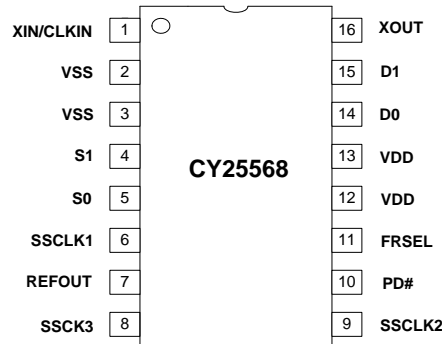 XIN/CLKIN 1 16 XOUT
VSS 2 15 D1
VSS 3 14 D0
S1 4 13 VDD
CY25568
S0 5 12 VDD
SSCLK1 6 11 FRSEL
REFOUT 7 10 PD#
SSCK3 8 9 SSCLK2